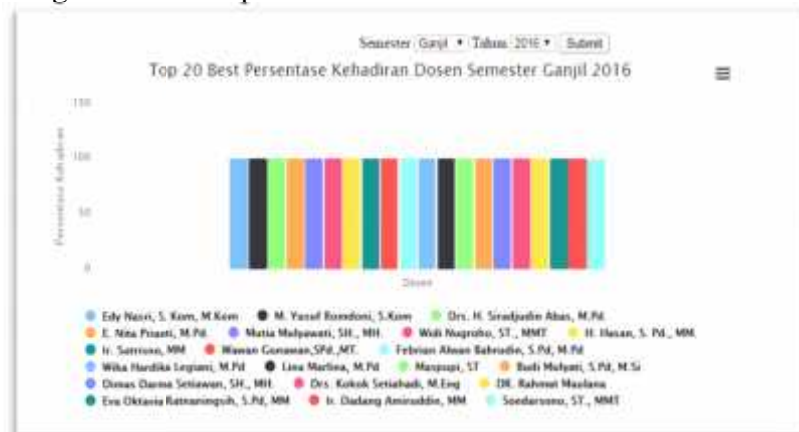 Semester Ganjil Tahun 2016 Submit
Top 20 Best Persentase Kehadiran Dosen Semester Ganjil 2016
150
100
50
0
Persentase Kehadiran
Dosen
Edy Nasri, S. Kom, M.Kom M. Yusuf Romdoni, S.Kom Drs. H. Siradjudin Abas, M.Pd
E. Nita Prianti, M.Pd. Mutia Mulyawati, SH., MH. Widi Nugroho, ST., MMT H. Hasan, S. Pd., MM.
Ir. Sutrisno, MM Wawan Gunawan,SPd.,MT. Febrian Alwan Bahrudin, S.Pd, M.Pd
Wika Hardika Legiani, M.Pd Lina Marlina, M.Pd Maspupi, ST Budi Mulyati, S.Pd, M.Si
Dimas Darma Setiawan, SH., MH. Drs. Kokok Setiahadi, M.Eng DR. Rahmat Maulana
Eva Oktavia Ratnaningsih, S.Pd, MM Ir. Dadang Amiruddin, MM Soedarsono, ST., MMT